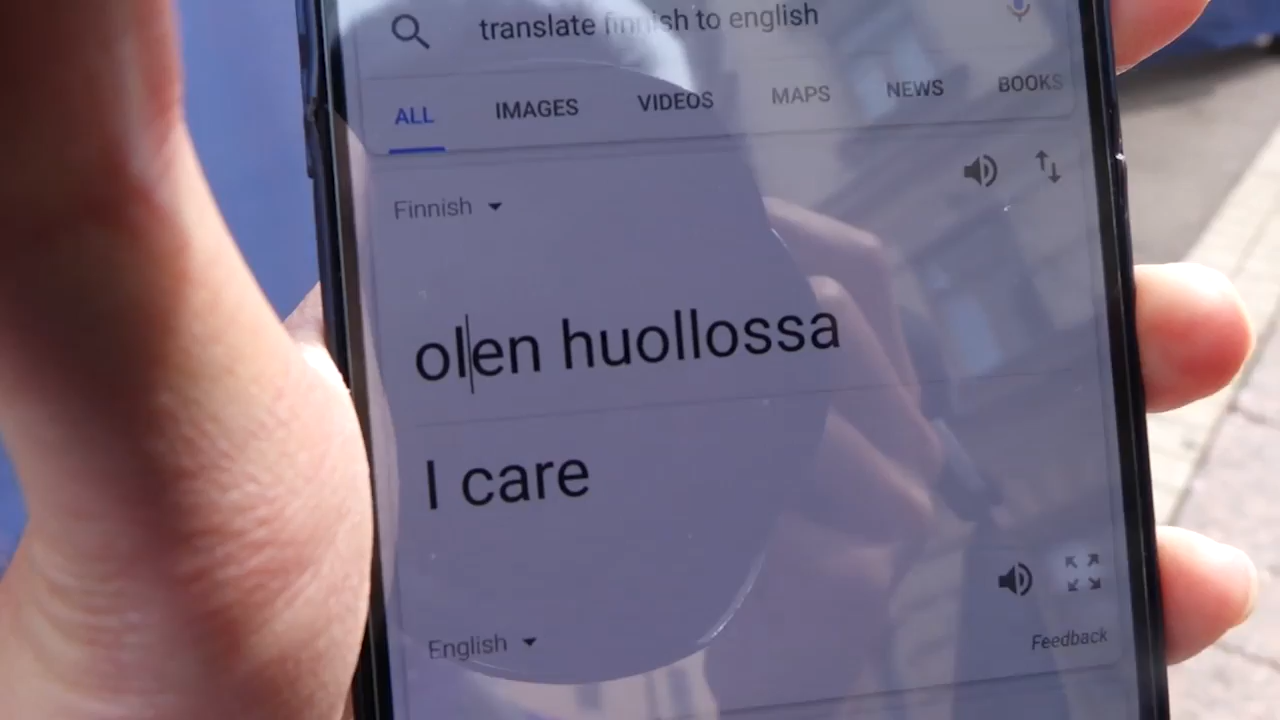 translate finnish to english
ALL IMAGES VIDEOS MAPS NEWS BOOKS
Finnish
olen huollossa
I care
English
Feedback